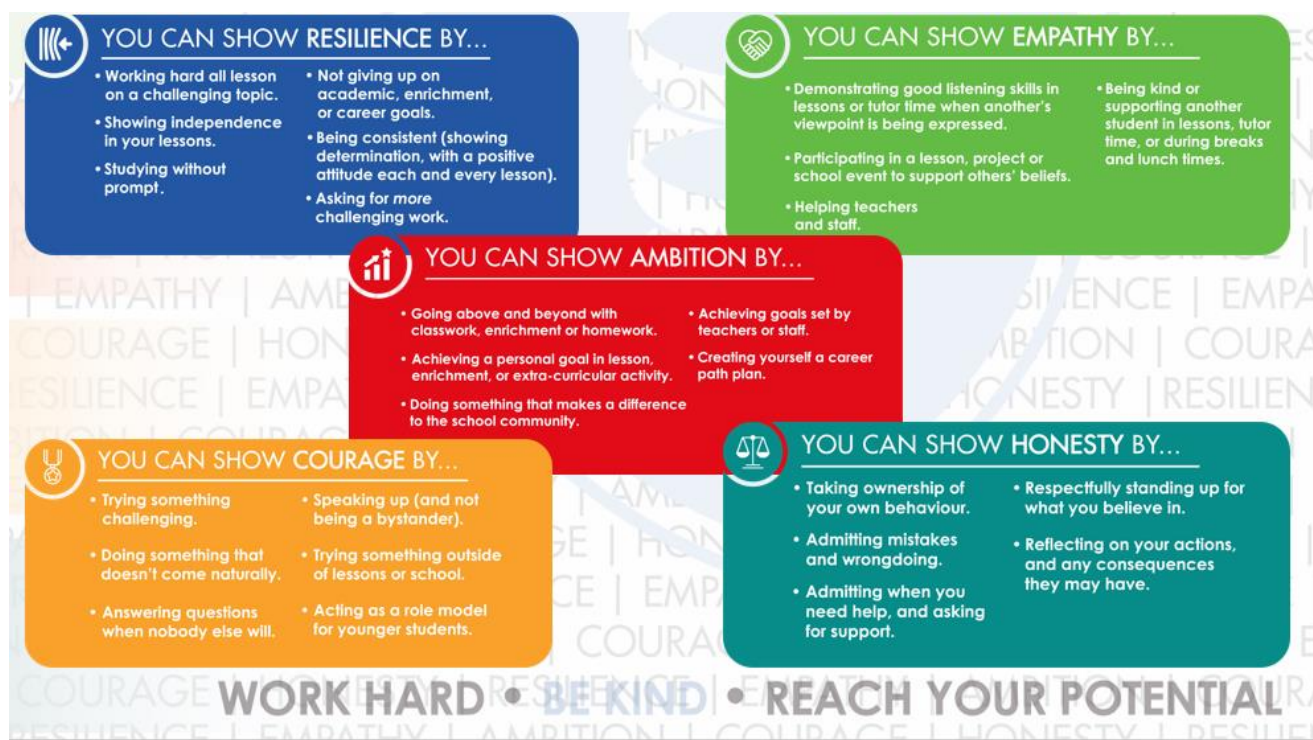 YOU CAN SHOW RESILIENCE BY...
• Working hard all lesson
on a challenging topic.
• Showing independence
in your lessons.
• Studying without
prompt.
• Not giving up on
academic, enrichment,
or career goals.
• Being consistent (showing
determination, with a positive
attitude each and every lesson).
• Asking for more
challenging work.
YOU CAN SHOW EMPATHY BY...
• Demonstrating good listening skills in
lessons or tutor time when another's
viewpoint is being expressed.
• Participating in a lesson, project or
school event to support others' beliefs.
• Helping teachers
and staff.
• Being kind or
supporting another
student in lessons, tutor
time, or during breaks
and lunch times.
YOU CAN SHOW AMBITION BY...
• Going above and beyond with
classwork, enrichment or homework.
• Achieving a personal goal in lesson,
enrichment, or extra-curricular activity.
• Doing something that makes a difference
to the school community.
• Achieving goals set by
teachers or staff.
• Creating yourself a career
path plan.
YOU CAN SHOW COURAGE BY...
• Trying something
challenging.
• Doing something that
doesn't come naturally.
• Answering questions
when nobody else will.
• Speaking up (and not
being a bystander).
• Trying something outside
of lessons or school.
• Acting as a role model
for younger students.
YOU CAN SHOW HONESTY BY...
• Taking ownership of
your own behaviour.
• Admitting mistakes
and wrongdoing.
• Admitting when you
need help, and asking
for support.
• Respectfully standing up for
what you believe in.
• Reflecting on your actions,
and any consequences
they may have.
WORK HARD • BE KIND • REACH YOUR POTENTIAL